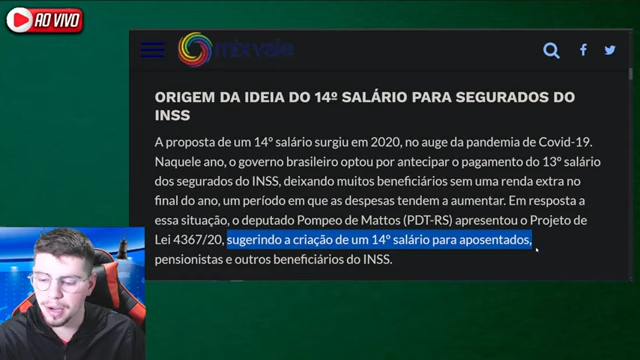 AO VIVO
mixvale
ORIGEM DA IDEIA DO 14º SALÁRIO PARA SEGURADOS DO
INSS
A proposta de um 14º salário surgiu em 2020, no auge da pandemia de Covid-19.
Naquele ano, o governo brasileiro optou por antecipar o pagamento do 13º salário
dos segurados do INSS, deixando muitos beneficiários sem uma renda extra no
final do ano, um período em que as despesas tendem a aumentar. Em resposta a
essa situação, o deputado Pompeo de Mattos (PDT-RS) apresentou o Projeto de
Lei 4367/20, sugerindo a criação de um 14º salário para aposentados,
pensionistas e outros beneficiários do INSS.